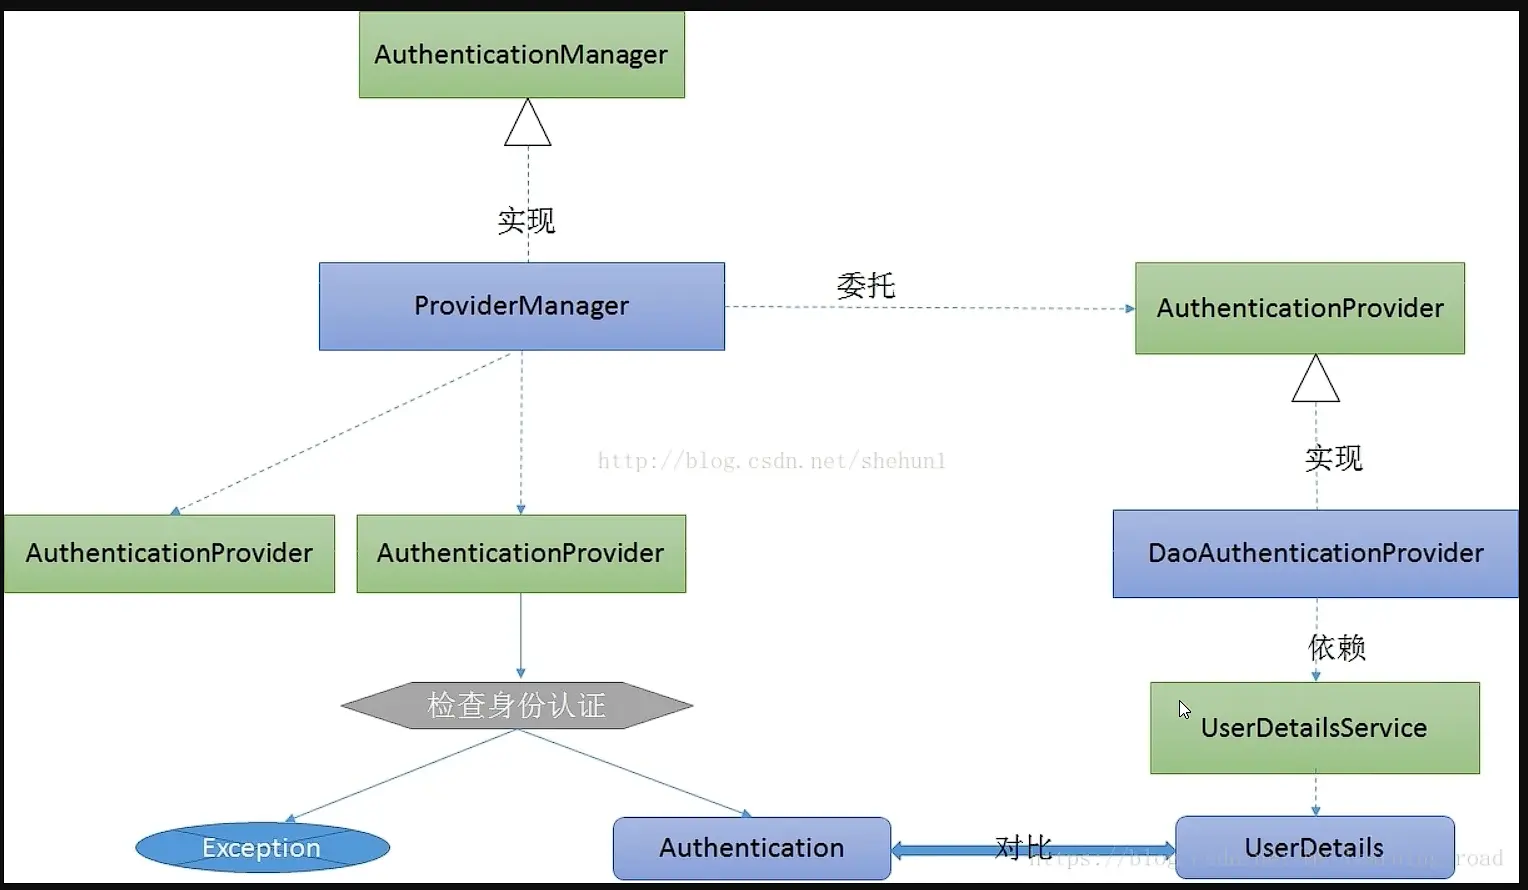 AuthenticationManager
实现
ProviderManager
委托
AuthenticationProvider
http://blog.csdn.net/shehun1
实现
AuthenticationProvider
AuthenticationProvider
DaoAuthenticationProvider
依赖
检查身份认证
UserDetailsService
Exception
Authentication
对比
UserDetails
https://blog
road